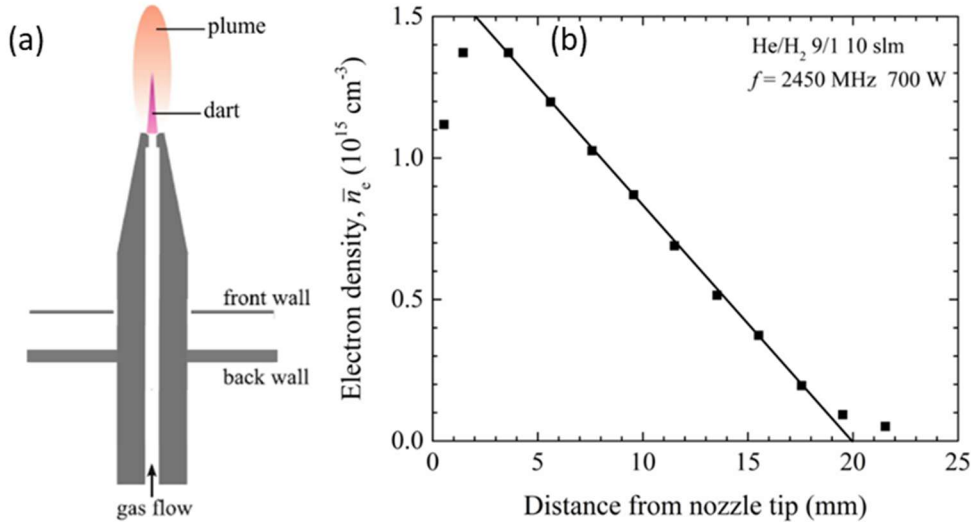 (a)
plume
dart
front wall
back wall
gas flow
(b)
He/H₂ 9/1 10 slm
f = 2450 MHz 700 W
Electron density, n̅ₑ (10¹⁵ cm⁻³)
1.5
1.0
0.5
0.0
0 5 10 15 20 25
Distance from nozzle tip (mm)